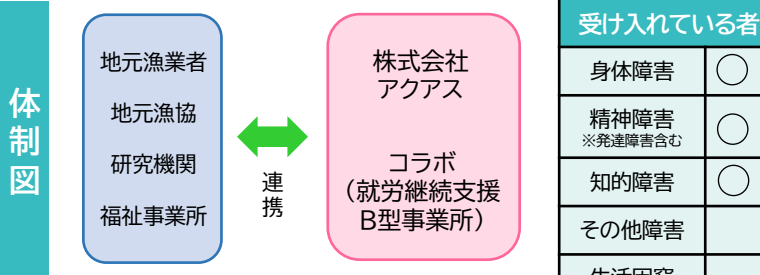 体制図
地元漁業者
地元漁協
研究機関
福祉事業所
連携
株式会社
アクアス
コラボ
（就労継続支援
B型事業所）
受け入れている者
身体障害 ○
精神障害 ○
※発達障害含む
知的障害 ○
その他障害
生活困窮